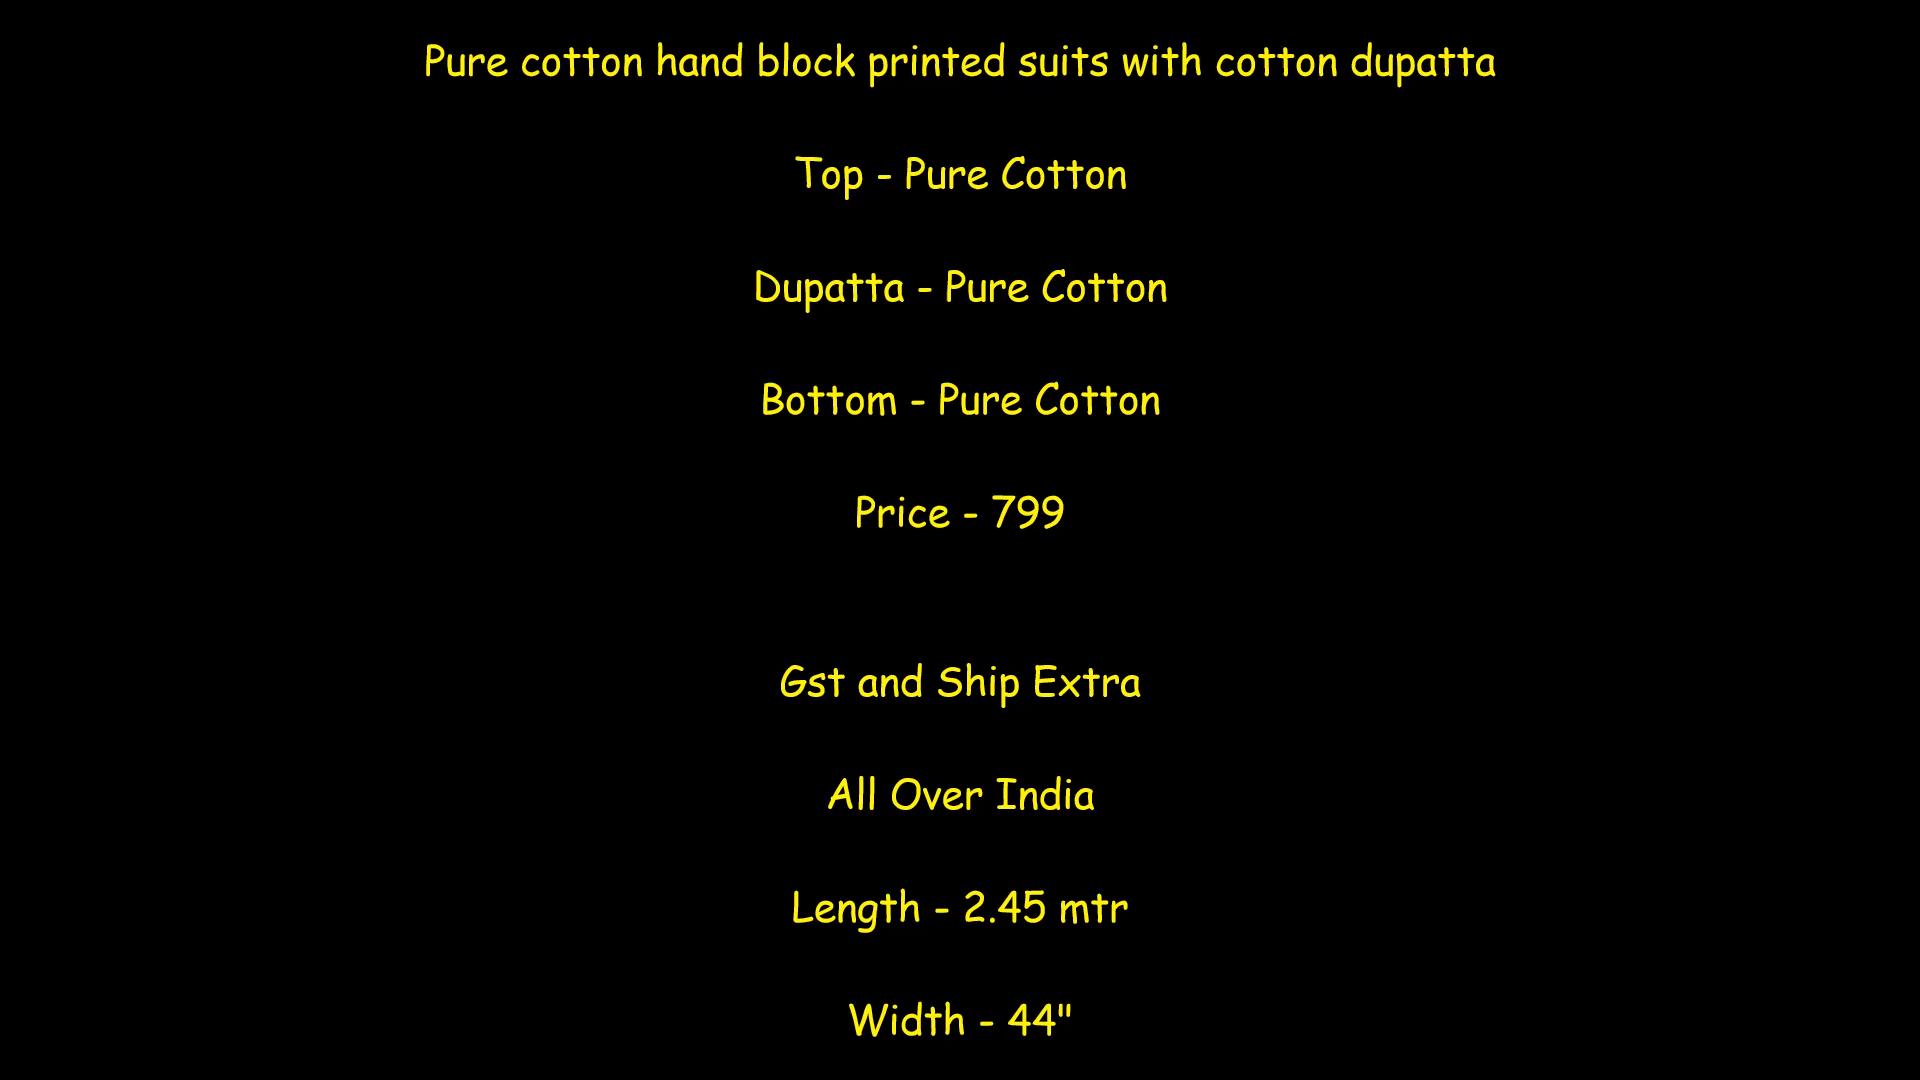 Pure cotton hand block printed suits with cotton dupatta
Top - Pure Cotton
Dupatta - Pure Cotton
Bottom - Pure Cotton
Price - 799
Gst and Ship Extra
All Over India
Length - 2.45 mtr
Width - 44"